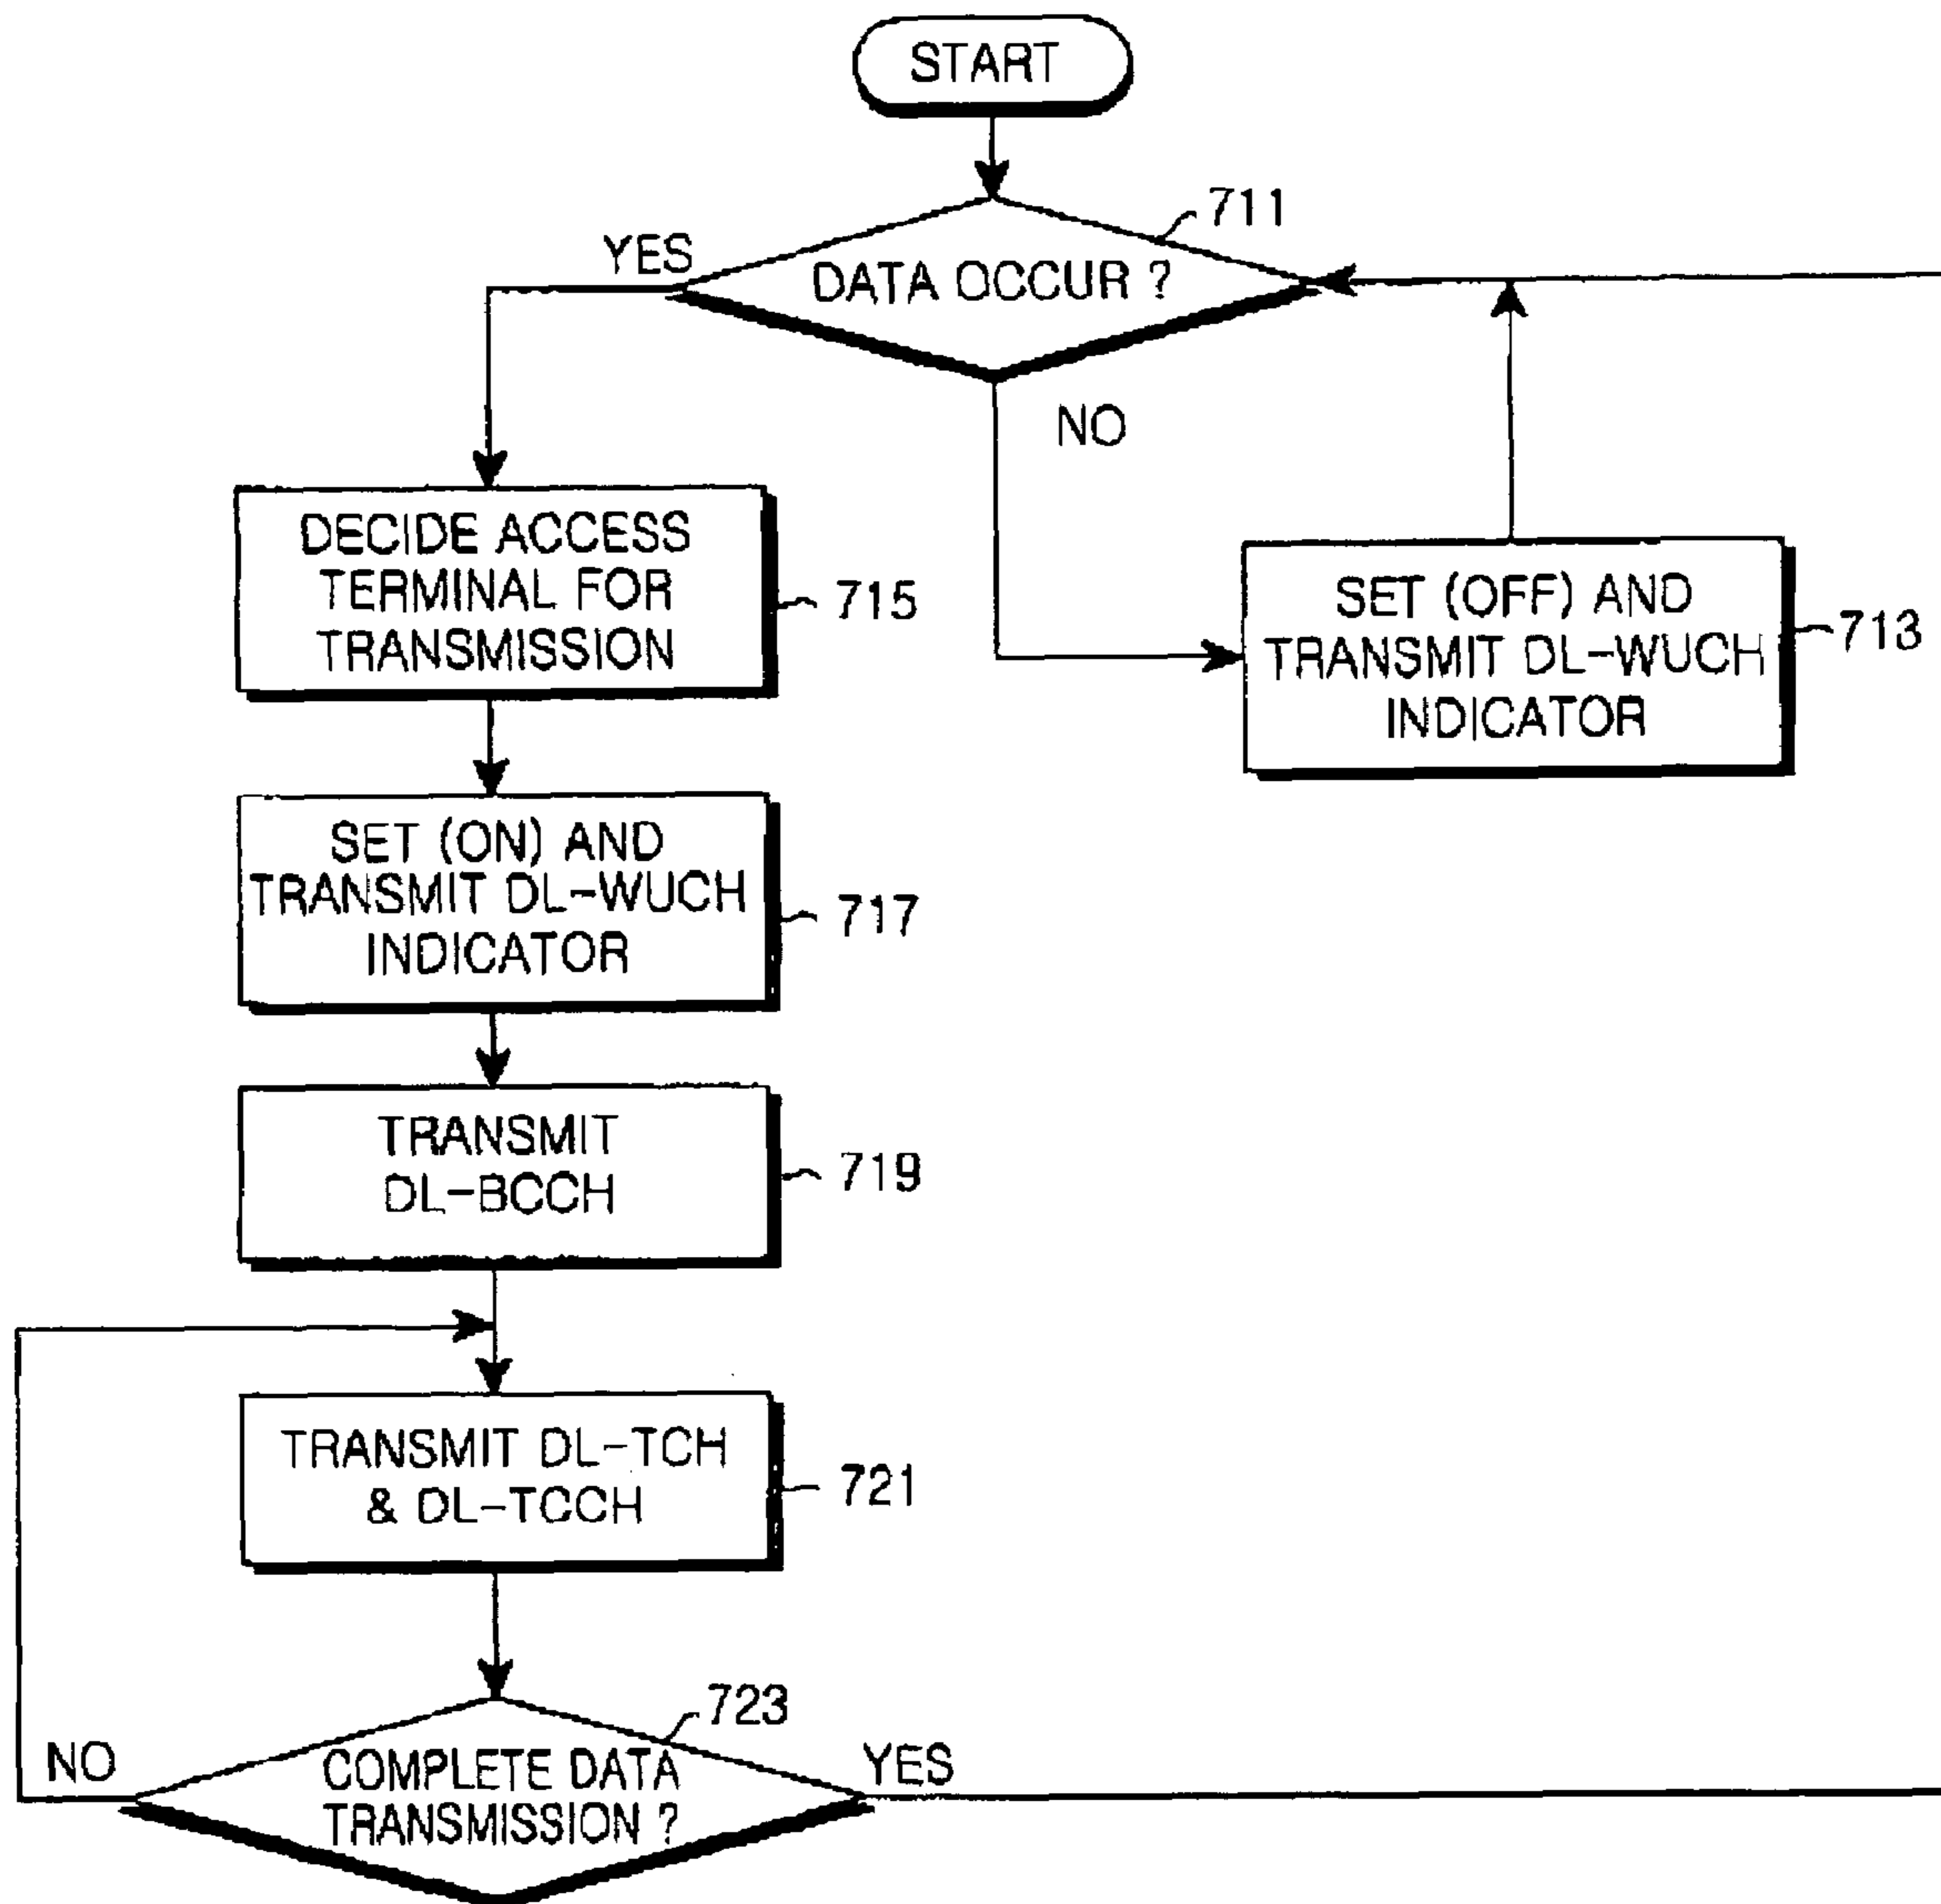 START
711
YES
DATA OCCUR ?
NO
DECIDE ACCESS
TERMINAL FOR
TRANSMISSION
715
SET (OFF) AND
TRANSMIT DL-WUCH
INDICATOR
713
SET (ON) AND
TRANSMIT DL-WUCH
INDICATOR
717
TRANSMIT
DL-BCCH
719
TRANSMIT DL-TCH
& DL-TCCH
721
723
NO
COMPLETE DATA
TRANSMISSION ?
YES